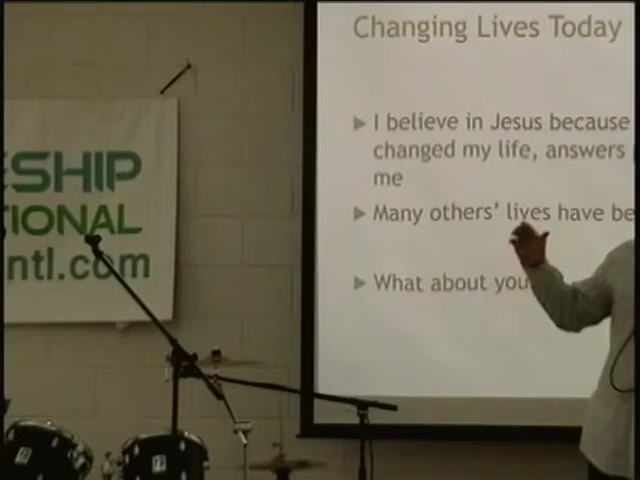 ESHIP
TIONAL
ntl.com
Changing Lives Today
I believe in Jesus because
changed my life, answers
me
Many others' lives have be
What about you